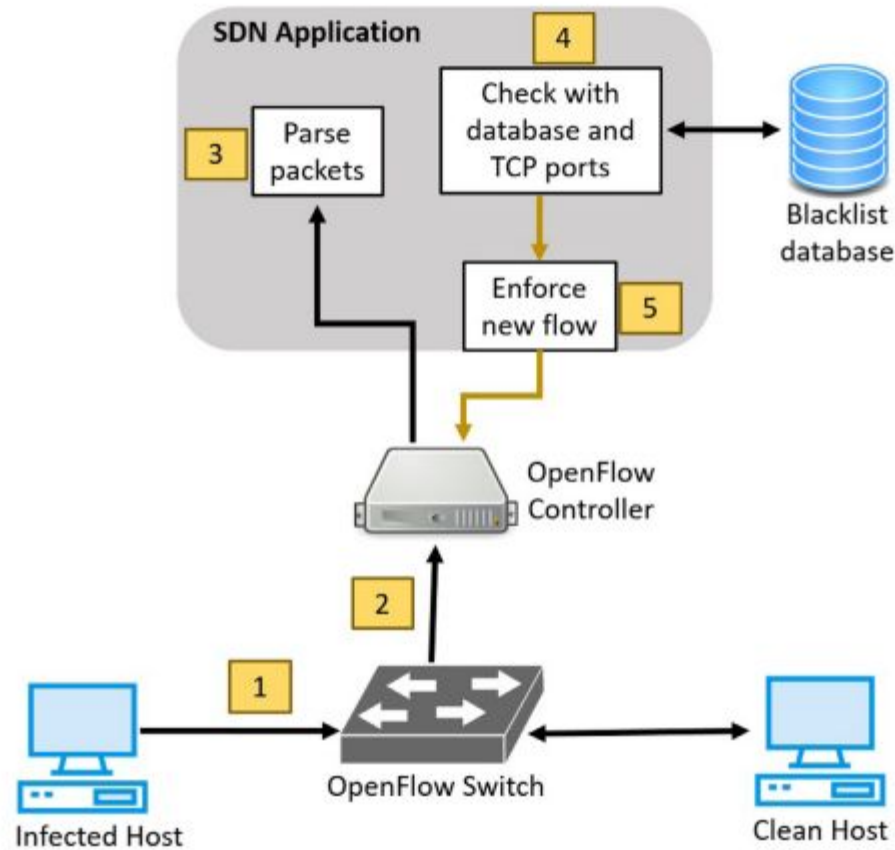 SDN Application
4
Check with
database and
TCP ports
3
Parse
packets
Blacklist
database
Enforce
new flow
5
OpenFlow
Controller
2
1
OpenFlow Switch
Infected Host
Clean Host